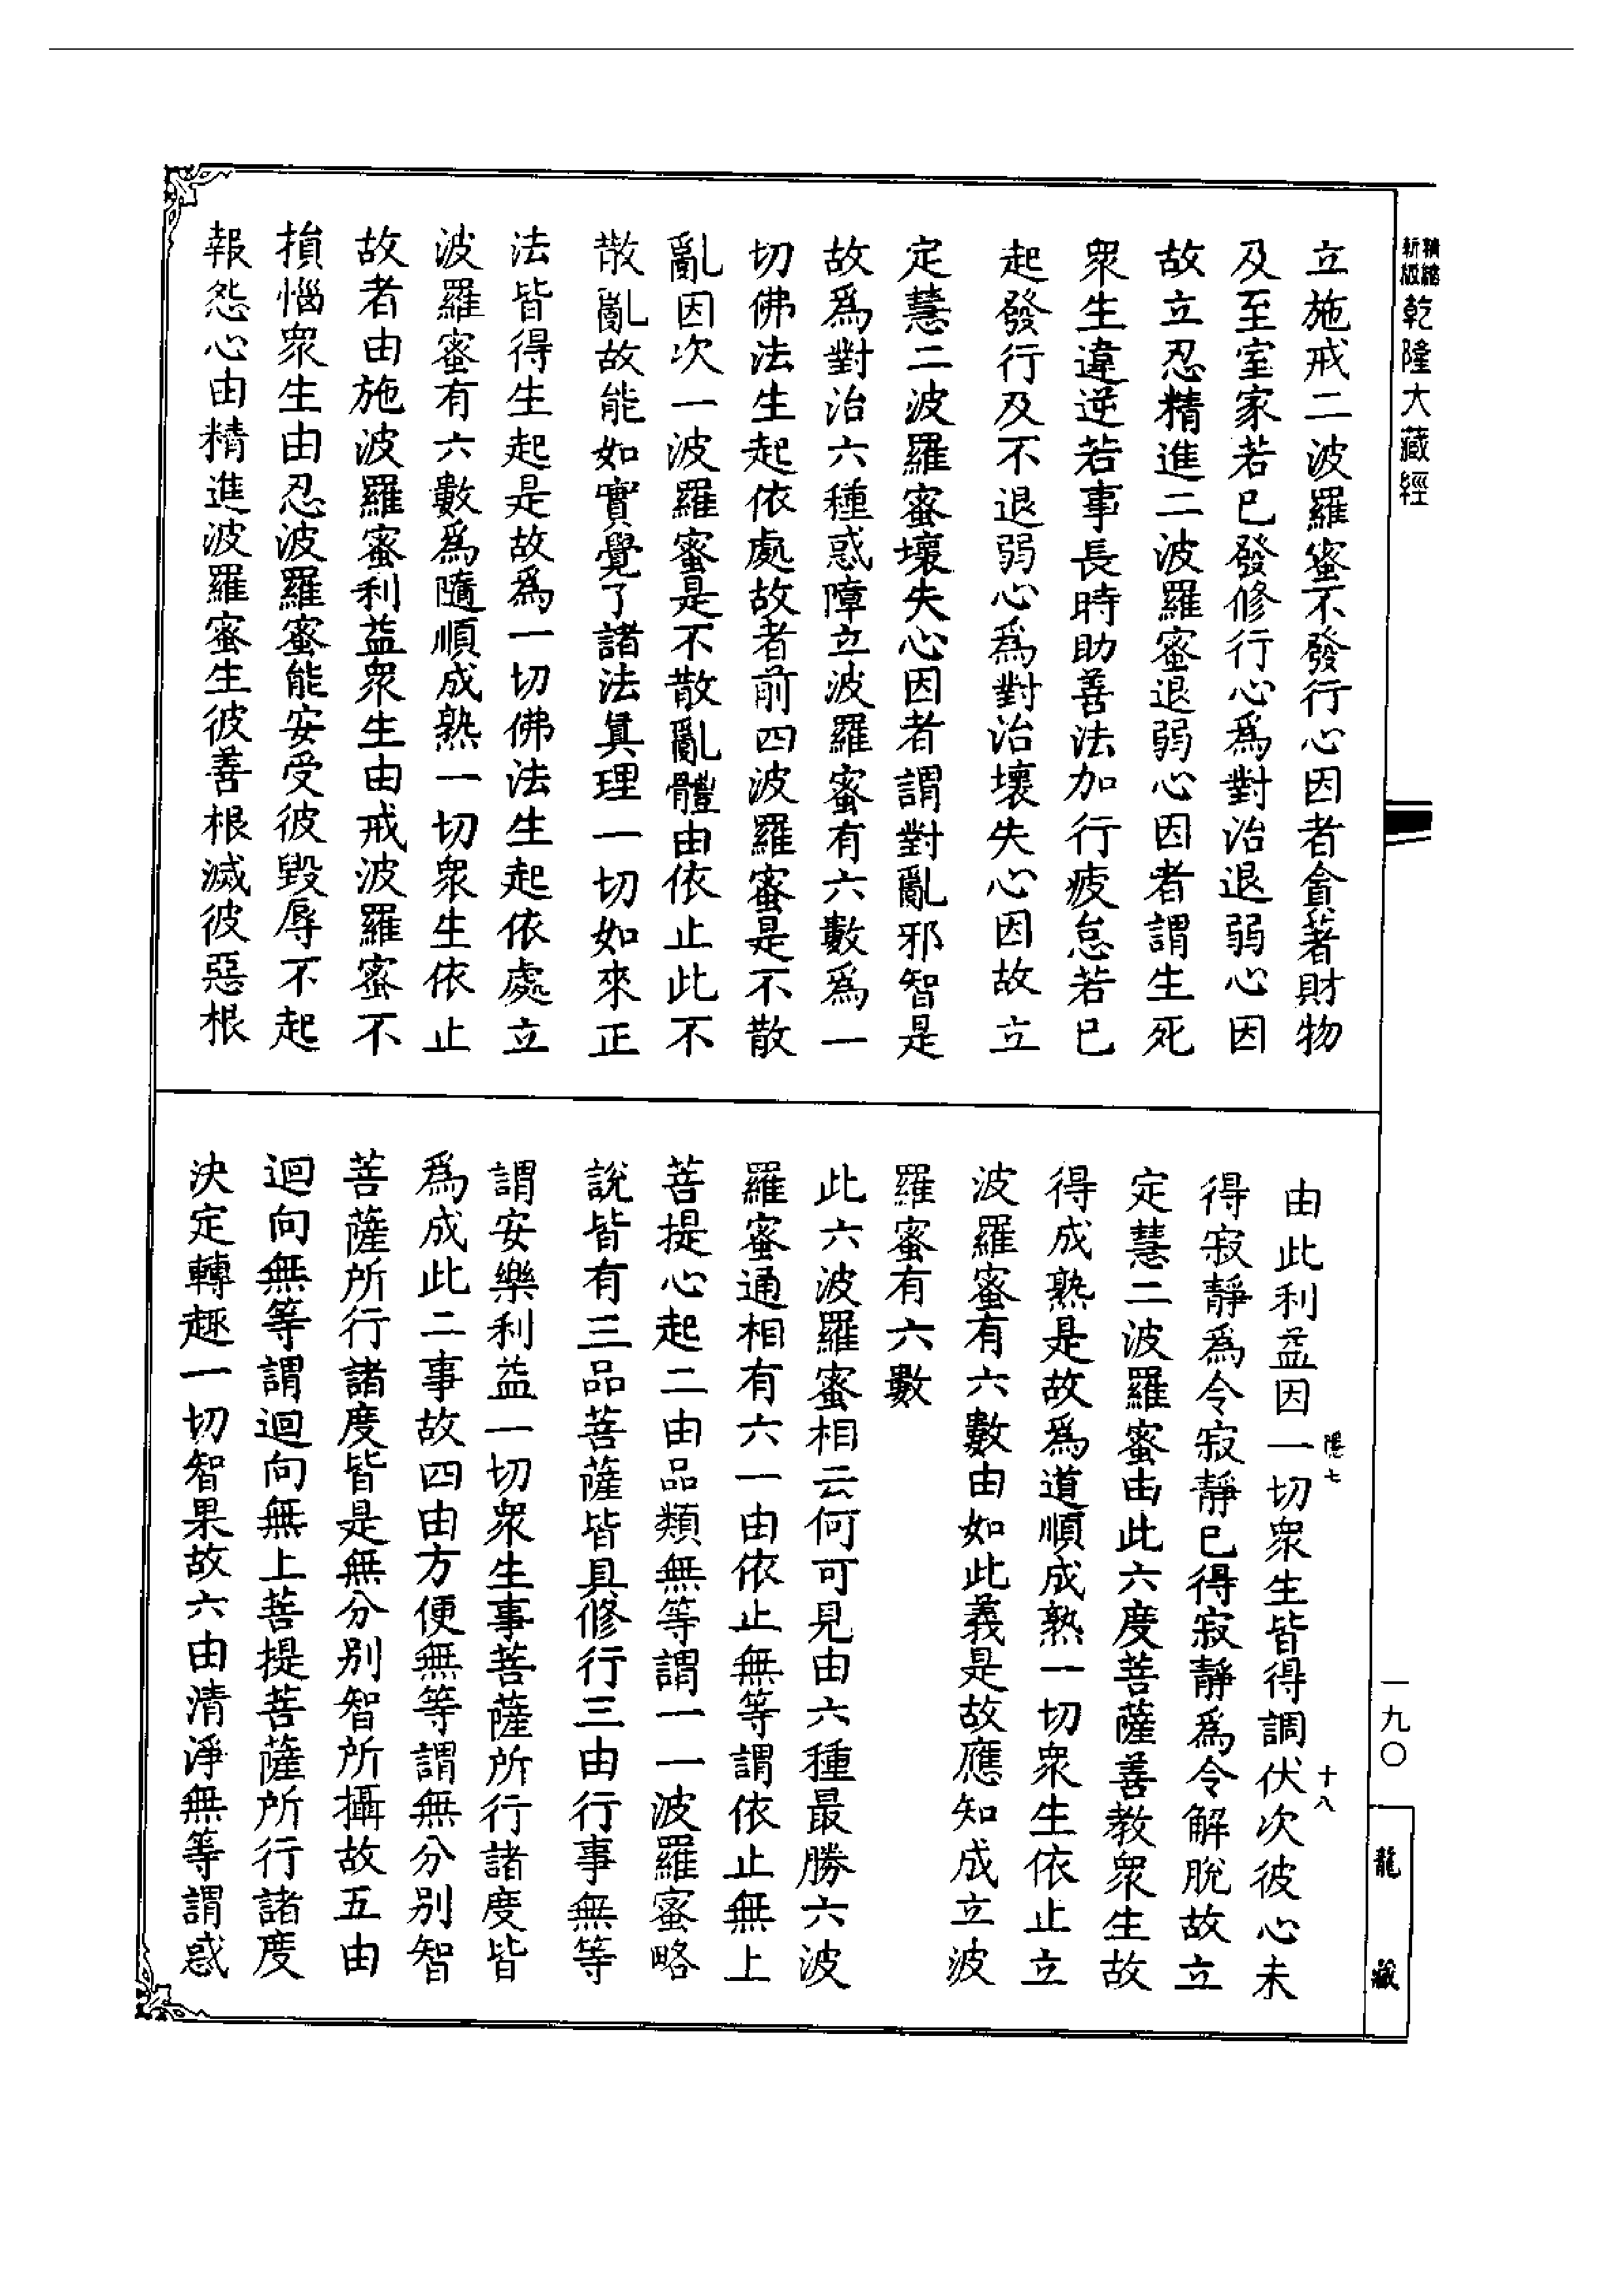 精縮
新版
乾隆大藏經
立施戒二波羅蜜不發行心因者貪著財物
及至室家若已發修行心爲對治退弱心因
故立忍精進二波羅蜜退弱心因者謂生死
衆生違逆若事長時助善法加行疲怠若已
起發行及不退弱心爲對治壞失心因故立
定慧二波羅蜜壞失心因者謂對亂邪智是
故爲對治六種惑障立波羅蜜有六數爲一
切佛法生起依處故者前四波羅蜜是不散
亂因次一波羅蜜是不散亂體由依止此不
散亂故能如實覺了諸法眞理一切如來正
法皆得生起是故爲一切佛法生起依處立
波羅蜜有六數爲隨順成熟一切衆生依止
故者由施波羅蜜利益衆生由戒波羅蜜不
損惱衆生由忍波羅蜜能安受彼毀辱不起
報怨心由精進波羅蜜生彼善根滅彼惡根
由此利益因一切衆生皆得調伏次彼心未
得寂靜爲令寂靜已得寂靜爲令解脫故立
定慧二波羅蜜由此六度菩薩善教衆生故
得成熟是故爲道順成熟一切衆生依止立
波羅蜜有六數由如此義是故應知成立波
羅蜜有六數
此六波羅蜜相云何可見由六種最勝六波
羅蜜通相有六一由依止無等謂依止無上
菩提心起二由品類無等謂一一波羅蜜略
說皆有三品菩薩皆具修行三由行事無等
謂安樂利益一切衆生事菩薩所行諸度皆
爲成此二事故四由方便無等謂無分別智
菩薩所行諸度皆是無分別智所攝故五由
迴向無等謂迴向無上菩提菩薩所行諸度
決定轉趣一切智果故六由清淨無等謂惑
隱七
十八
一九〇
龍藏